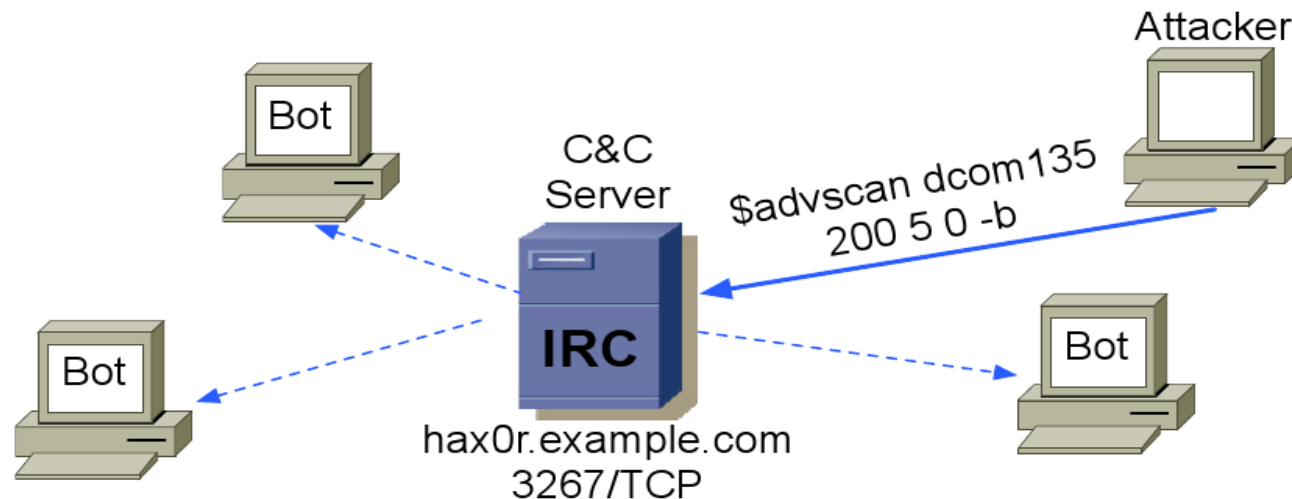 Attacker
Bot
C&C
Server
$advscan dcom135
200 5 0 -b
Bot
IRC
Bot
hax0r.example.com
3267/TCP